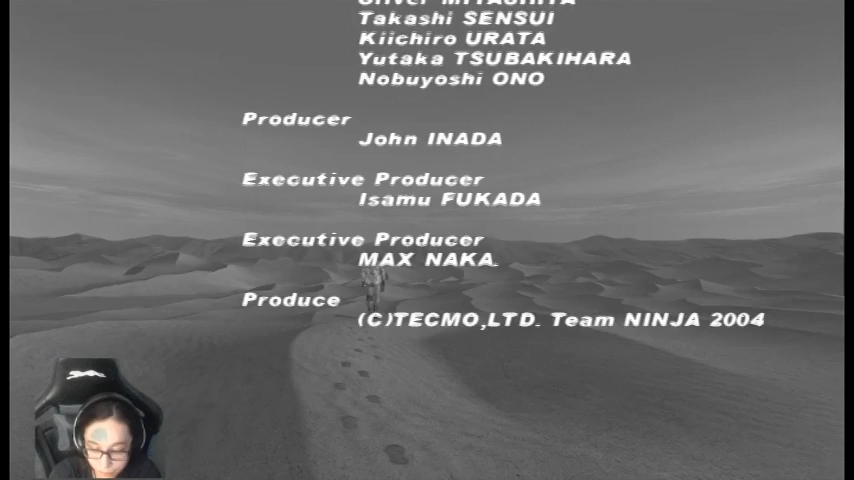 Takashi SENSUI
Kiichiro URATA
Yutaka TSUBAKIHARA
Nobuyoshi ONO
Producer
John INADA
Executive Producer
Isamu FUKADA
Executive Producer
MAX NAKA.
Produce
(C)TECMO,LTD. Team NINJA 2004